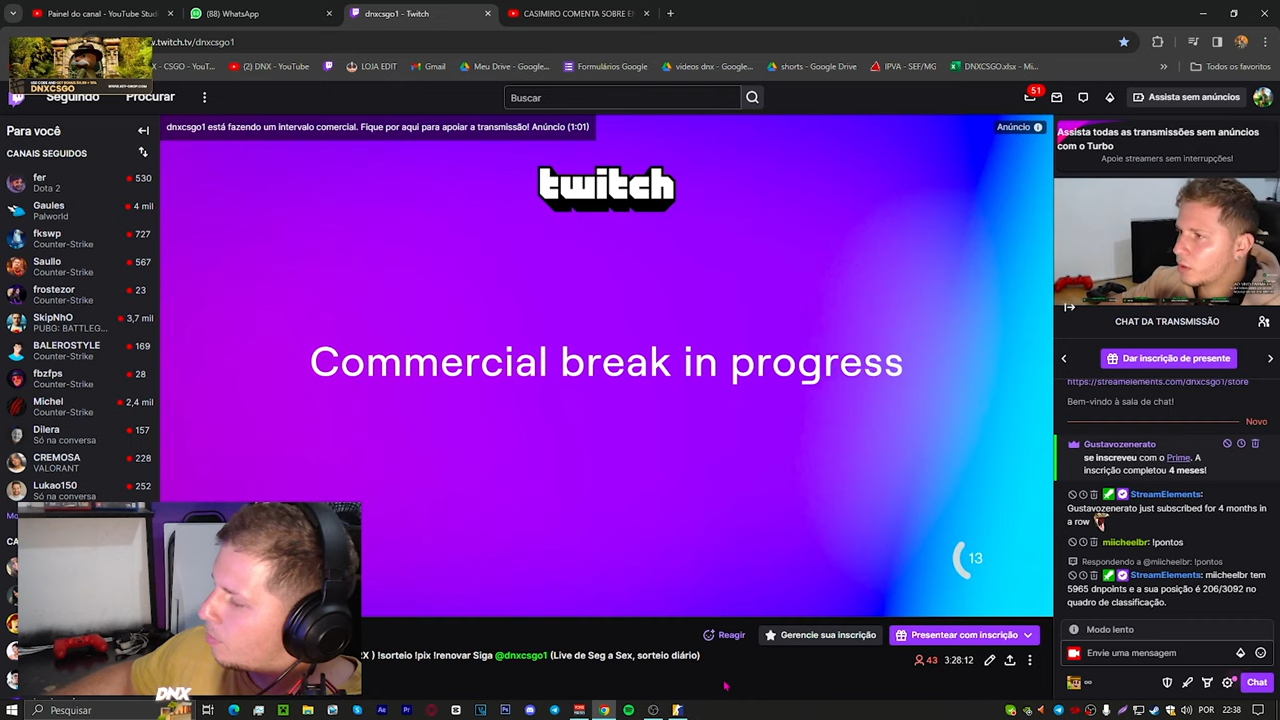 Painel do canal - YouTube Stu
(88) WhatsApp
dnxcsgo1 - Twitch
CASIMIRO COMENTA SOBRE E
.twitch.tv/dnxcsgo1
CSGO - YouT...
(2) DNX - YouTube
LOJA EDIT
Gmail
Meu Drive - Google...
Formulários Google
videos dnx - Google...
shorts - Google Drive
IPVA - SEF/MG
DNXCSGO.xlsx - Mi...
Todos os favoritos
DNXCSGO
Seguindo
Procurar
Buscar
51
Assista sem anúncios
Para você
CANAIS SEGUIDOS
fer
Dota 2
530
Gaules
Palworld
4 mil
fkswp
Counter-Strike
727
Saullo
Counter-Strike
567
frostezor
Counter-Strike
23
SkipNhO
PUBG: BATTLEG...
3,7 mil
BALEROSTYLE
Counter-Strike
169
fbzfps
Counter-Strike
28
Michel
Counter-Strike
2,4 mil
Dilera
Só na conversa
157
CREMOSA
VALORANT
228
Lukao150
Só na conversa
252
dnxcsgo1 está fazendo um intervalo comercial. Fique por aqui para apoiar a transmissão! Anúncio (1:01)
Anúncio
twitch
Commercial break in progress
13
Reagir
Gerencie sua inscrição
Presentear com inscrição
) !sorteio !pix !renovar Siga @dnxcsgo1 (Live de Seg a Sex, sorteio diário)
43
3:28:12
Assista todas as transmissões sem anúncios
com o Turbo
Apoie streamers sem interrupções!
CHAT DA TRANSMISSÃO
Dar inscrição de presente
https://streamelements.com/dnxcsgo1/store
Bem-vindo à sala de chat!
Novo
Gustavozenerato
se inscreveu com o Prime. A
inscrição completou 4 meses!
StreamElements:
Gustavozenerato just subscribed for 4 months in
a row
miicheelbr: !pontos
Respondendo a @miicheelbr: !pontos
StreamElements: miicheelbr tem
5965 dnpoints e a sua posição é 206/3092 no
quadro de classificação.
Modo lento
Envie uma mensagem
Chat
DNX
Pesquisar
POR
22:38